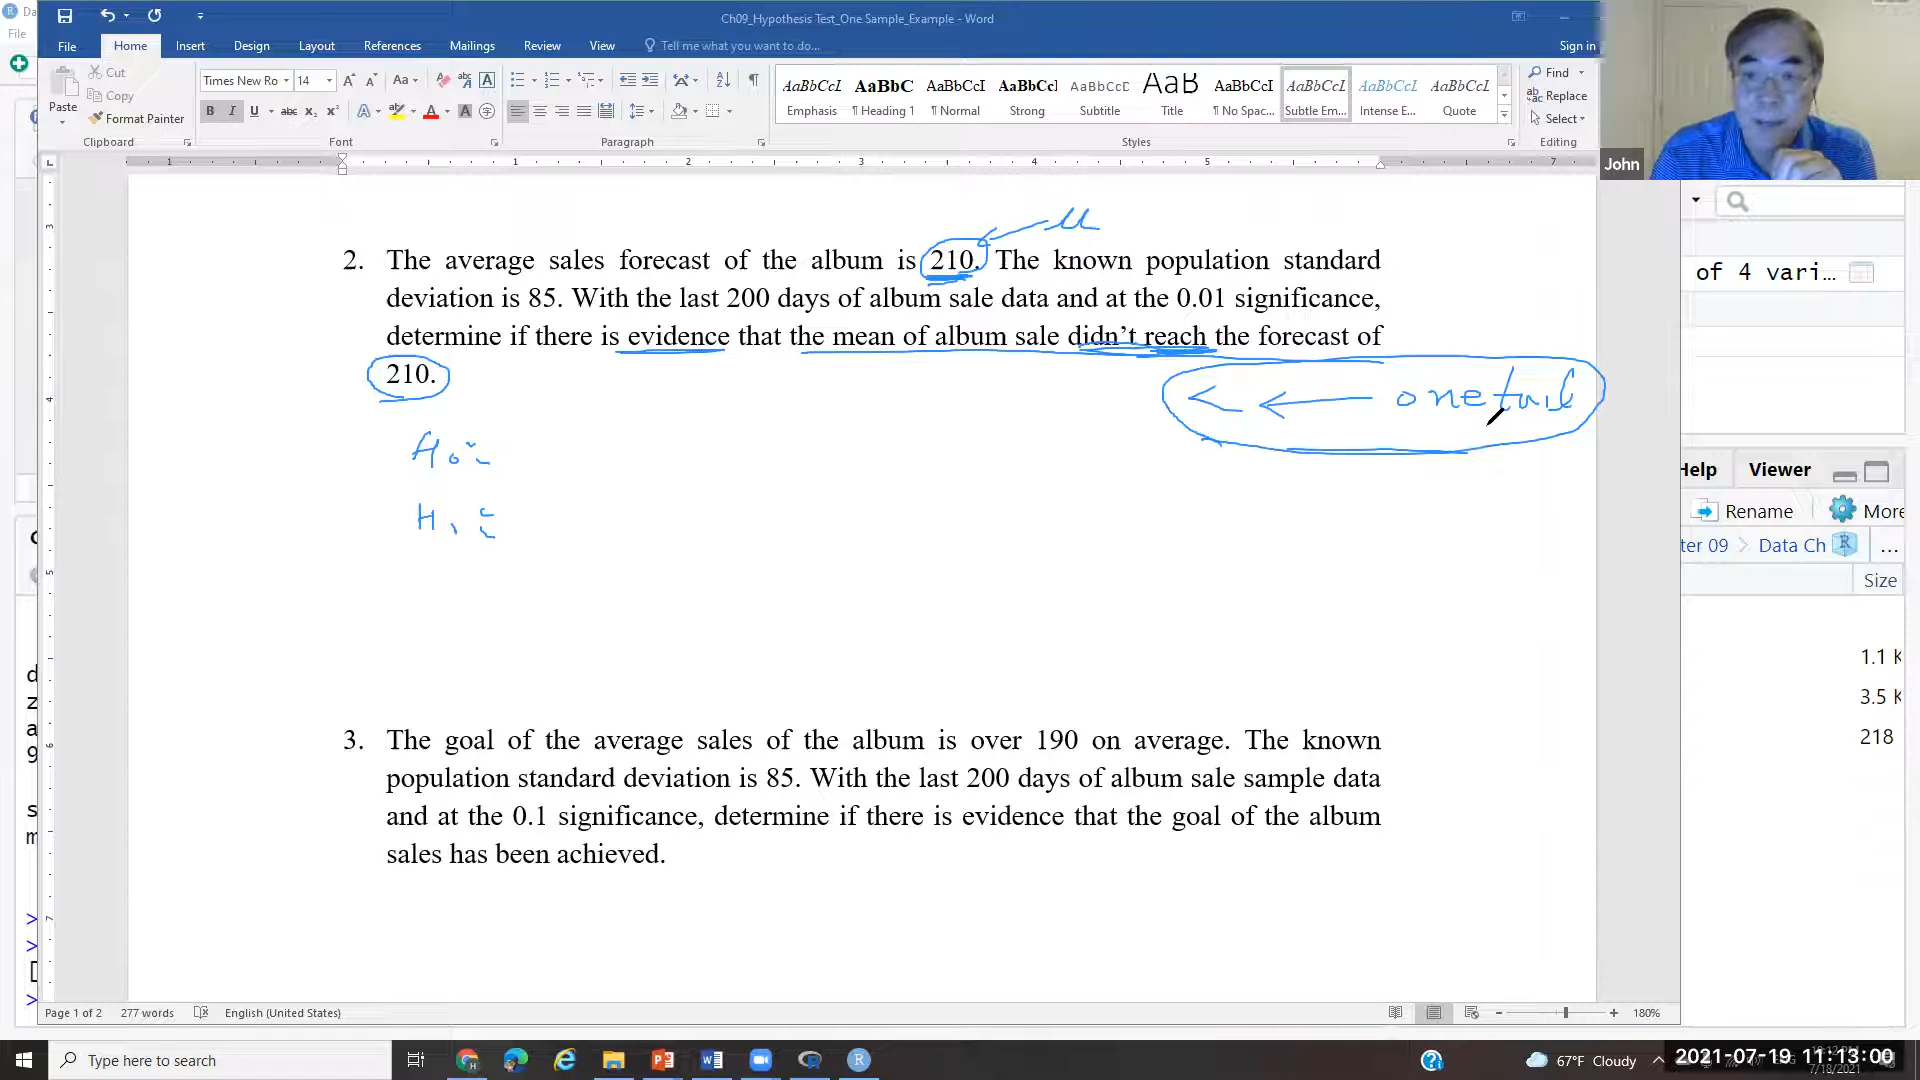 Ch09_Hypothesis Test_One Sample_Example - Word
File Home Insert Design Layout References Mailings Review View Tell me what you want to do... Sign in
Cut
Copy
Paste
Format Painter
Times New Ro 14
AaBbCcI AaBbC AaBbCcI AaBbCcI AaBbCcD AaB AaBbCcI AaBbCcI AaBbCcI AaBbCcI
Emphasis ¶ Heading 1 ¶ Normal Strong Subtitle Title ¶ No Spac... Subtle Em... Intense E... Quote
Find
Replace
Select
Clipboard Font Paragraph Styles Editing
John
μ
2. The average sales forecast of the album is 210. The known population standard
deviation is 85. With the last 200 days of album sale data and at the 0.01 significance,
determine if there is evidence that the mean of album sale didn't reach the forecast of
210.
< ← one tail
H0:
H1:
3. The goal of the average sales of the album is over 190 on average. The known
population standard deviation is 85. With the last 200 days of album sale sample data
and at the 0.1 significance, determine if there is evidence that the goal of the album
sales has been achieved.
of 4 vari...
Help Viewer
Rename More
ter 09 Data Ch ...
Size
1.1 K
3.5 K
218
Page 1 of 2 277 words English (United States) 180%
Type here to search
67°F Cloudy
2021-07-19 11:13:00
7/18/2021